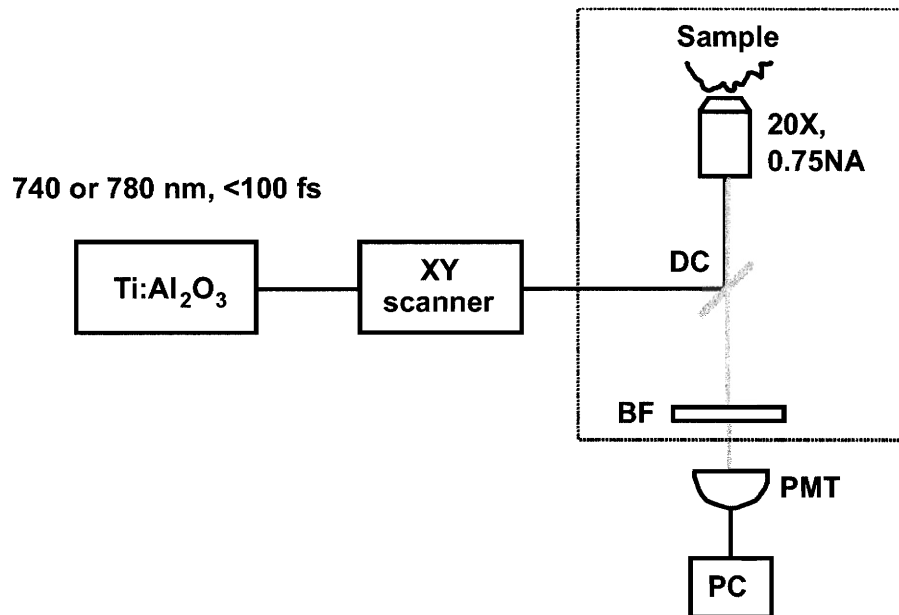 Sample
20X,
0.75NA
740 or 780 nm, <100 fs
Ti:Al₂O₃
XY
scanner
DC
BF
PMT
PC